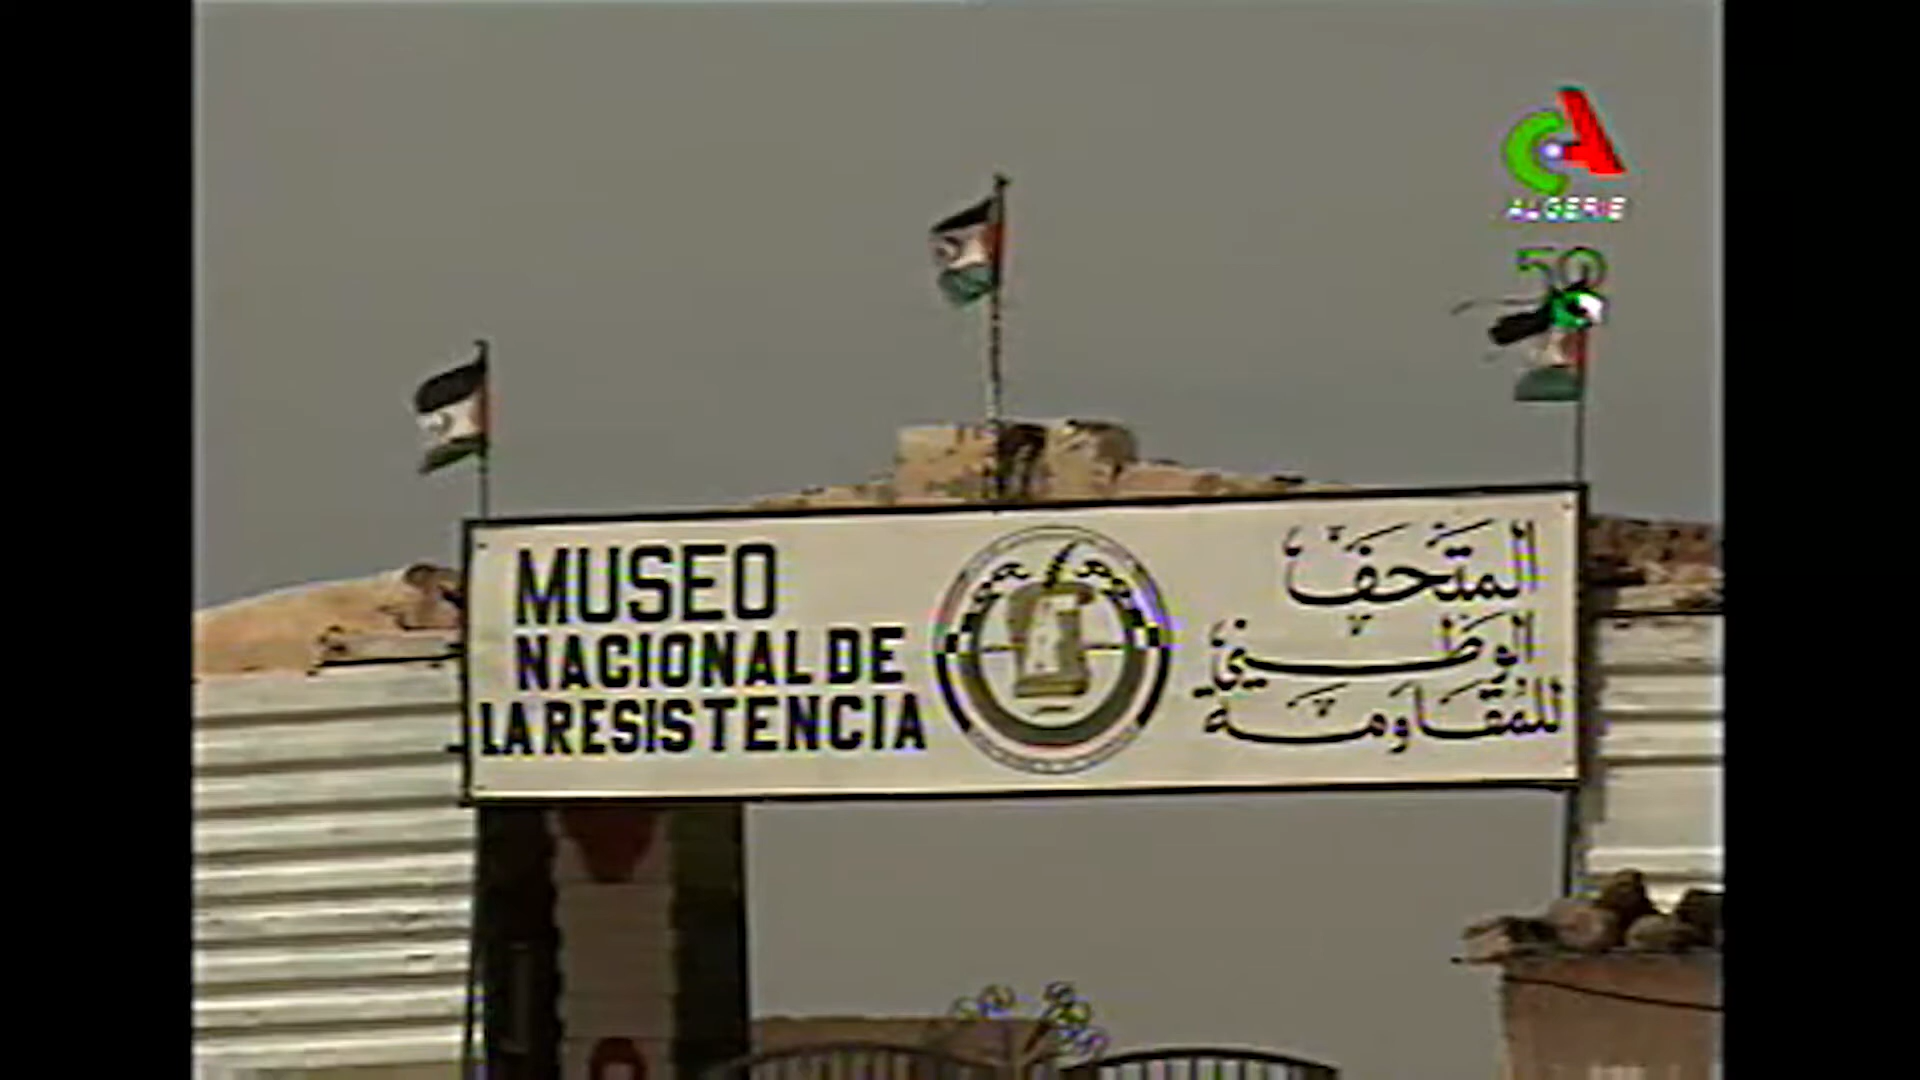 ALGERIE
50
MUSEO
NACIONAL DE
LA RESISTENCIA
المتحف
الوطني
للمقاومة